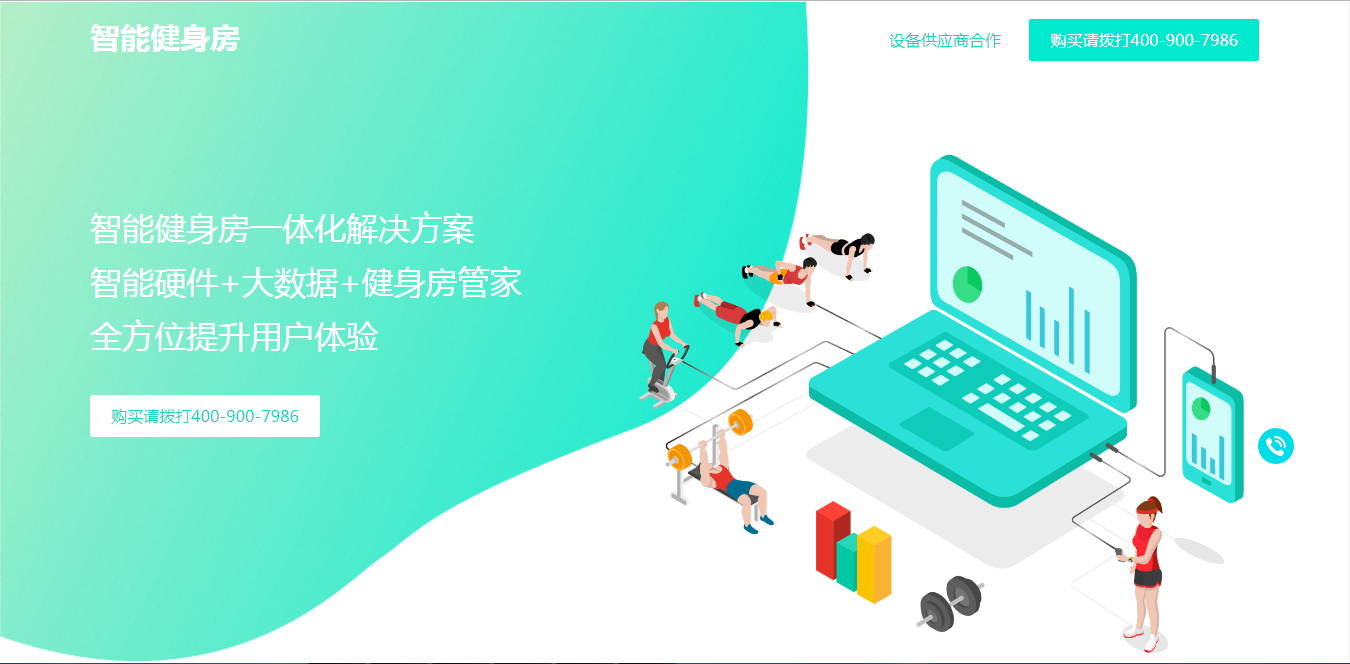 智能健身房
设备供应商合作
购买请拨打400-900-7986
智能健身房一体化解决方案
智能硬件+大数据+健身房管家
全方位提升用户体验
购买请拨打400-900-7986